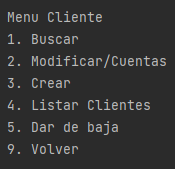 Menu Cliente
1. Buscar
2. Modificar/Cuentas
3. Crear
4. Listar Clientes
5. Dar de baja
9. Volver